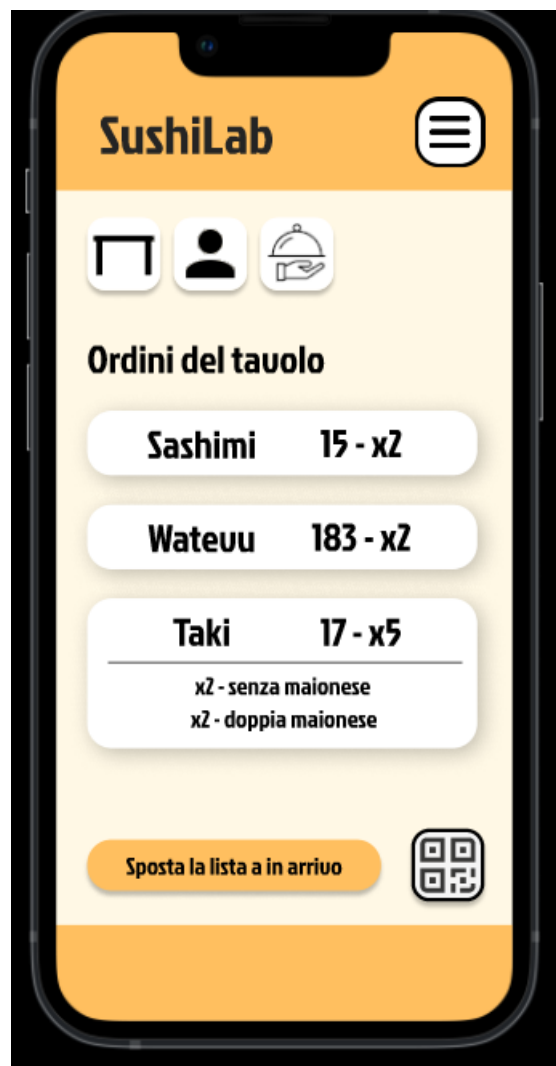 SushiLab
Ordini del tavolo
Sashimi 15 - x2
Watevu 183 - x2
Taki 17 - x5
x2 - senza maionese
x2 - doppia maionese
Sposta la lista a in arrivo